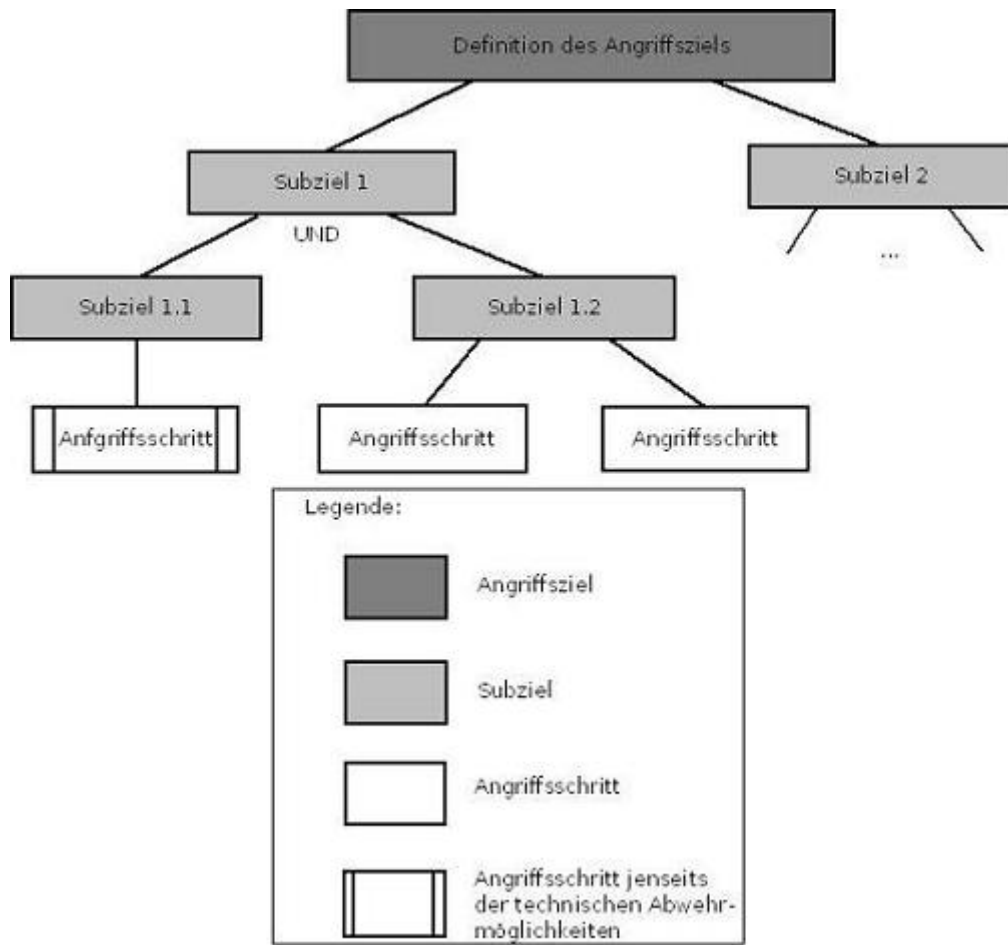 Definition des Angriffsziels
Subziel 1
Subziel 2
UND
...
Subziel 1.1
Subziel 1.2
Anfgriffsschritt
Angriffsschritt
Angriffsschritt
Legende:
Angriffsziel
Subziel
Angriffsschritt
Angriffsschritt jenseits
der technischen Abwehr-
möglichkeiten